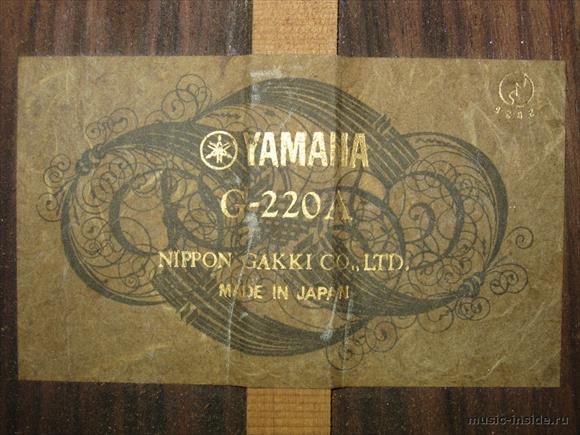 YAMAHA
G-220A
NIPPON GAKKI CO., LTD.
MADE IN JAPAN
music-inside.ru